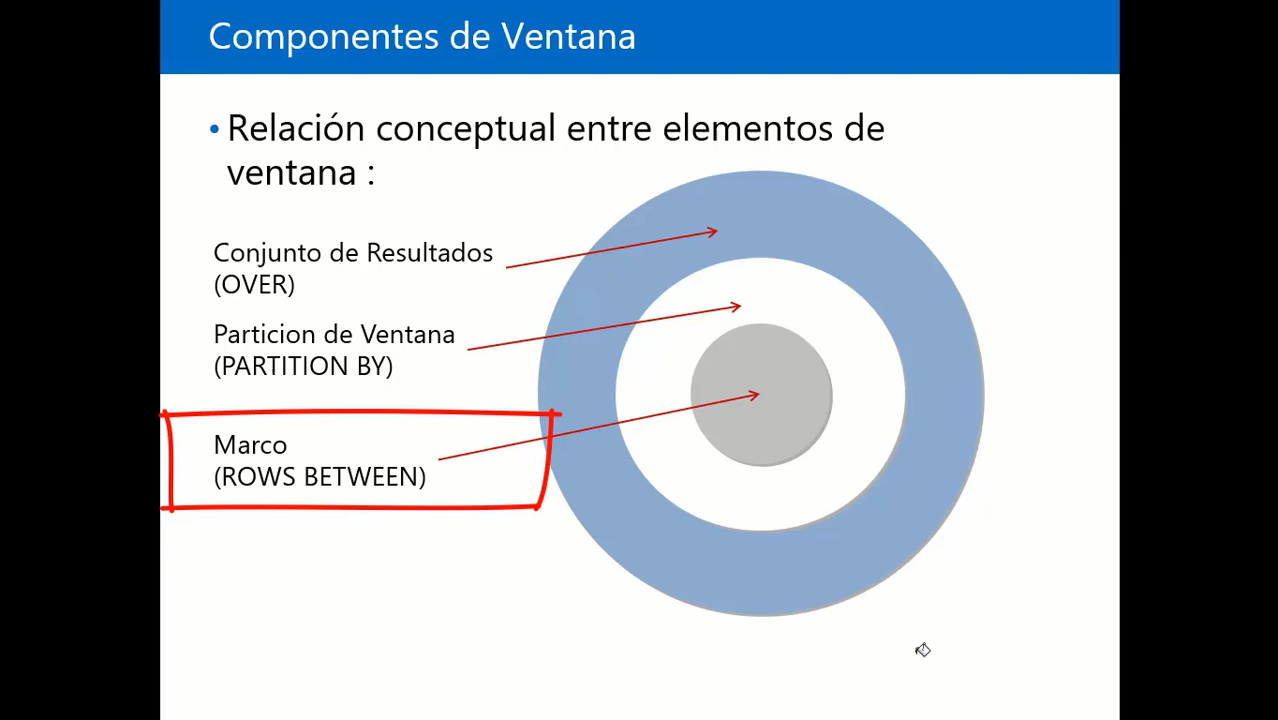 Componentes de Ventana
• Relación conceptual entre elementos de
ventana :
Conjunto de Resultados
(OVER)
Particion de Ventana
(PARTITION BY)
Marco
(ROWS BETWEEN)